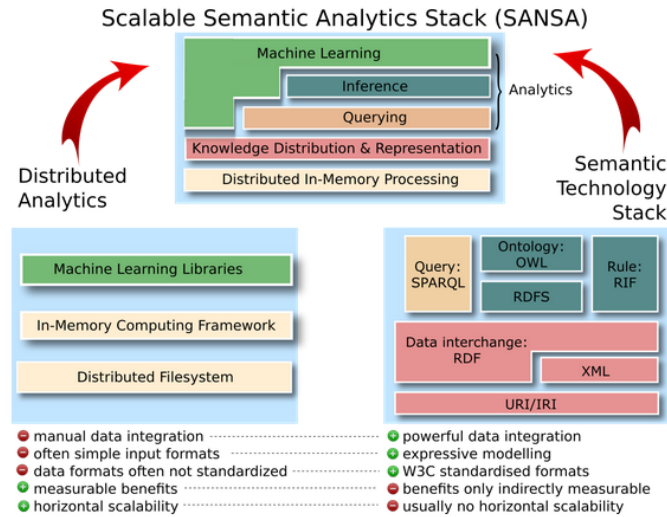 Scalable Semantic Analytics Stack (SANSA)
Machine Learning
Inference
Querying
Analytics
Knowledge Distribution & Representation
Distributed In-Memory Processing
Distributed
Analytics
Semantic
Technology
Stack
Machine Learning Libraries
In-Memory Computing Framework
Distributed Filesystem
Query:
SPARQL
Ontology:
OWL
RDFS
Rule:
RIF
Data interchange:
RDF
XML
URI/IRI
manual data integration
powerful data integration
often simple input formats
expressive modelling
data formats often not standardized
W3C standardised formats
measurable benefits
benefits only indirectly measurable
horizontal scalability
usually no horizontal scalability